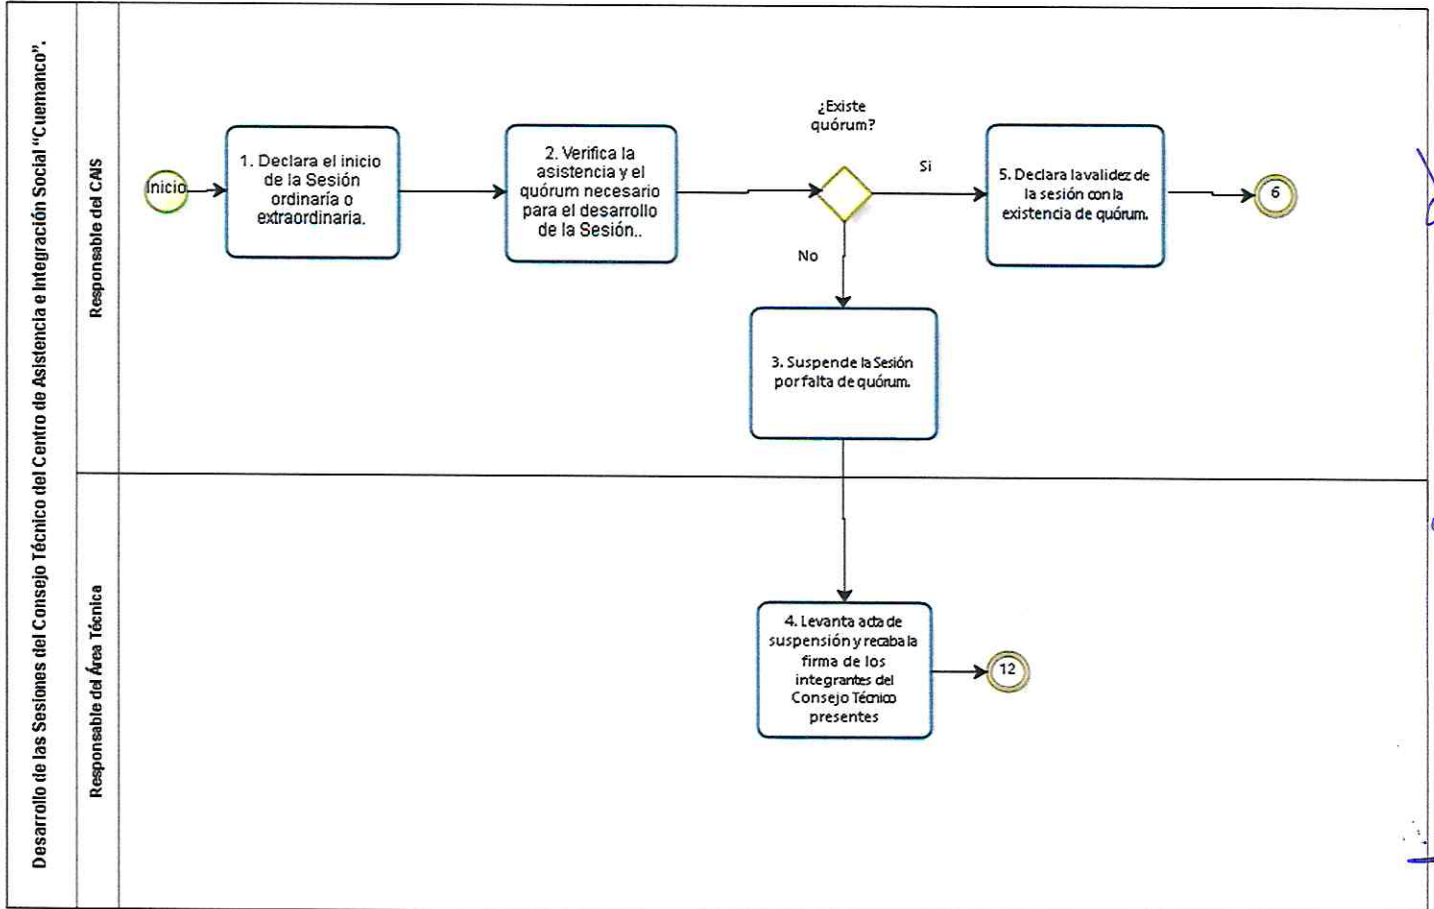 Desarrollo de las Sesiones del Consejo Técnico del Centro de Asistencia e Integración Social "Cuemanco".
Responsable del CAIS
Inicio
1. Declara el inicio
de la Sesión
ordinaría o
extraordinaria.
2. Verifica la
asistencia y el
quórum necesario
para el desarrollo
de la Sesión..
¿Existe
quórum?
Si
No
5. Declara la validez de
la sesión con la
existencia de quórum.
6
3. Suspende la Sesión
por falta de quórum.
Responsable del Área Técnica
4. Levanta acta de
suspensión y recaba la
firma de los
integrantes del
Consejo Técnico
presentes
12